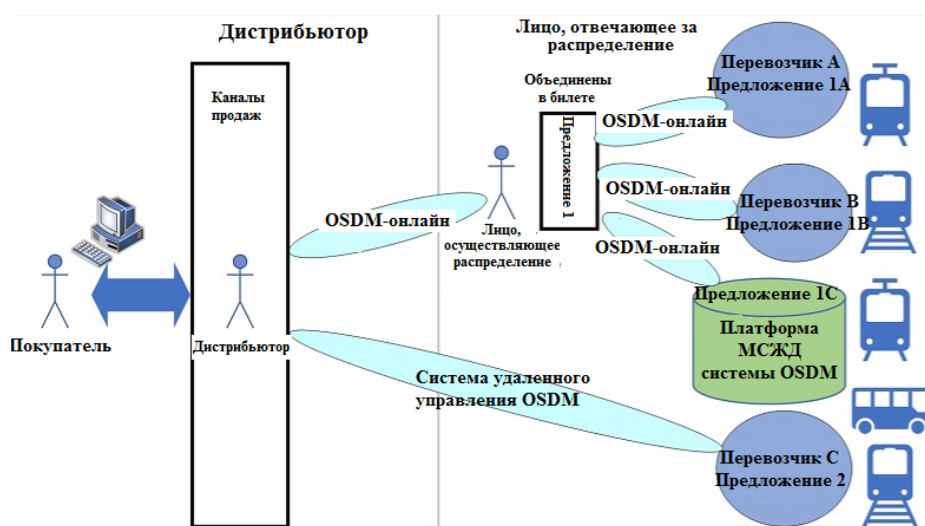 Дистрибьютор
Лицо, отвечающее за
распределение
Каналы
продаж
Объединены
в билете
Предложение 1
Перевозчик А
Предложение 1А
OSDM-онлайн
OSDM-онлайн
Перевозчик В
Предложение 1В
OSDM-онлайн
Лицо,
осуществляющее
распределение
OSDM-онлайн
Предложение 1С
Платформа
МСЖД
системы OSDM
Покупатель
Дистрибьютор
Система удаленного
управления OSDM
Перевозчик С
Предложение 2